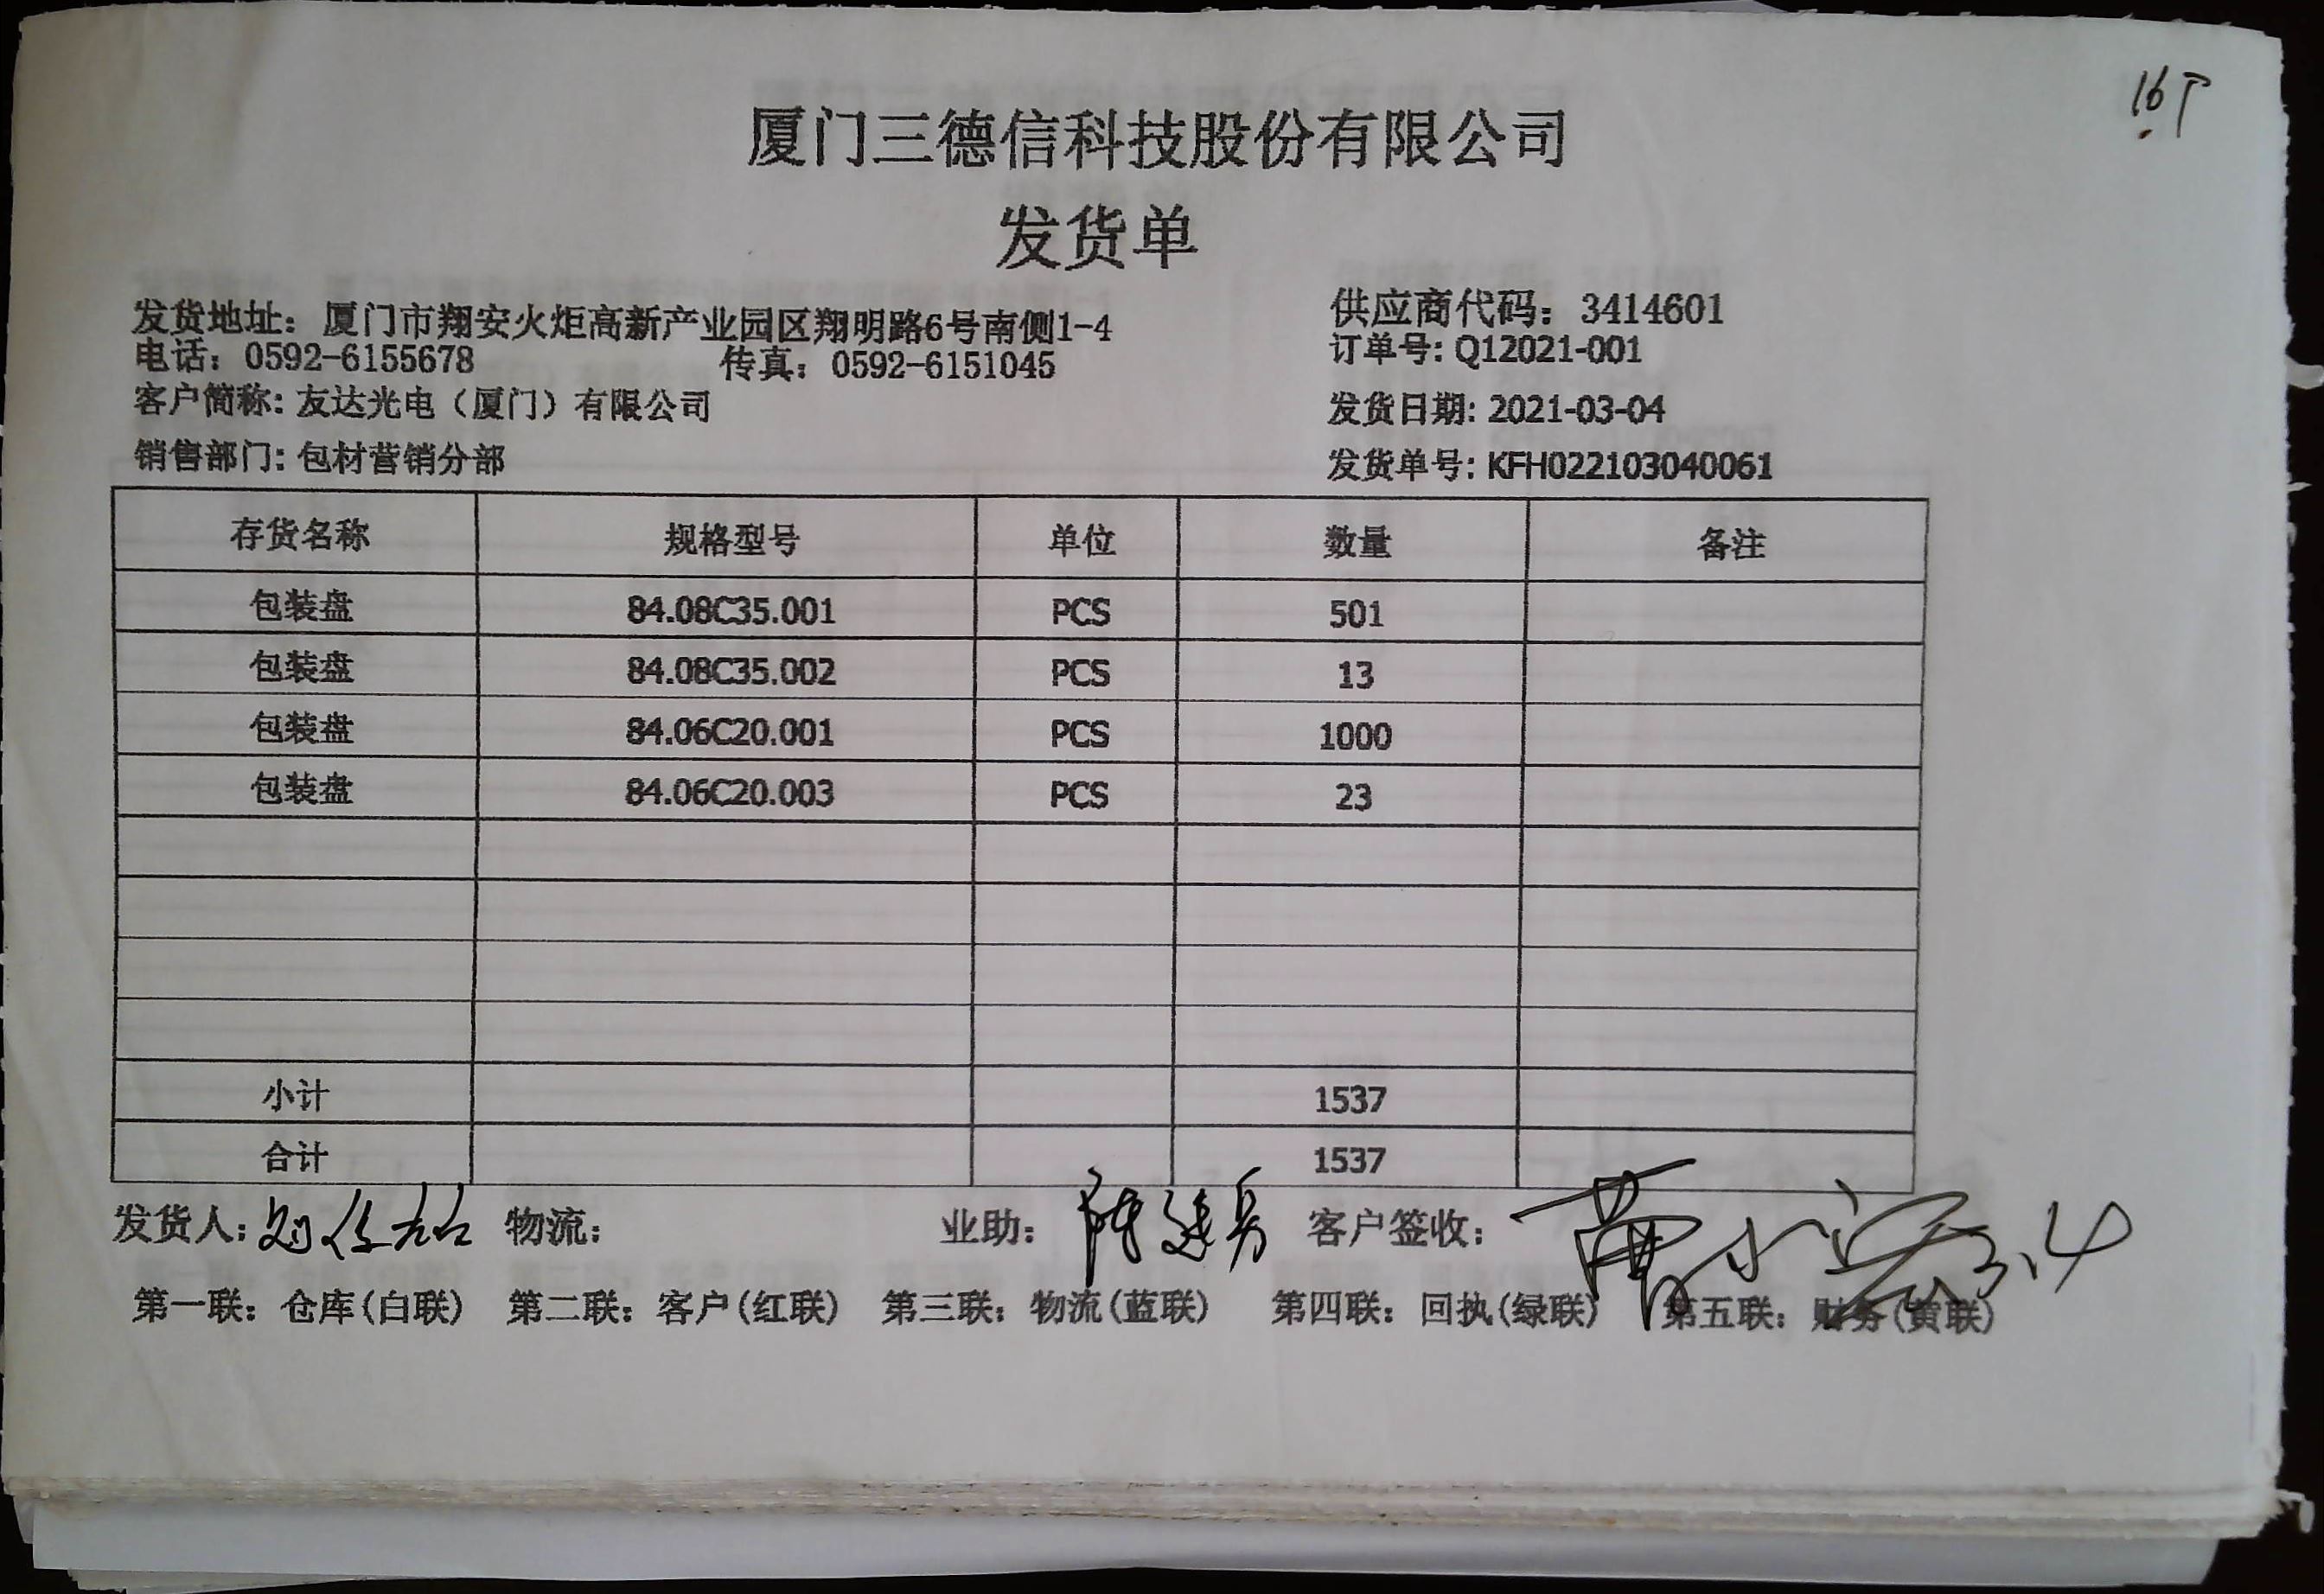 16P
厦门三德信科技股份有限公司
发货单
发货地址：厦门市翔安火炬高新产业园区翔明路6号南侧1-4 供应商代码：3414601
电话：0592-6155678 传真：0592-6151045 订单号: Q12021-001
客户简称: 友达光电（厦门）有限公司 发货日期: 2021-03-04
销售部门: 包材营销分部 发货单号: KFH022103040061
存货名称 规格型号 单位 数量 备注
包装盘 84.08C35.001 PCS 501
包装盘 84.08C35.002 PCS 13
包装盘 84.06C20.001 PCS 1000
包装盘 84.06C20.003 PCS 23
小计 1537
合计 1537
发货人: 物流: 业助: 客户签收: 3.4
第一联：仓库(白联) 第二联：客户(红联) 第三联：物流(蓝联) 第四联：回执(绿联) 第五联：财务(黄联)